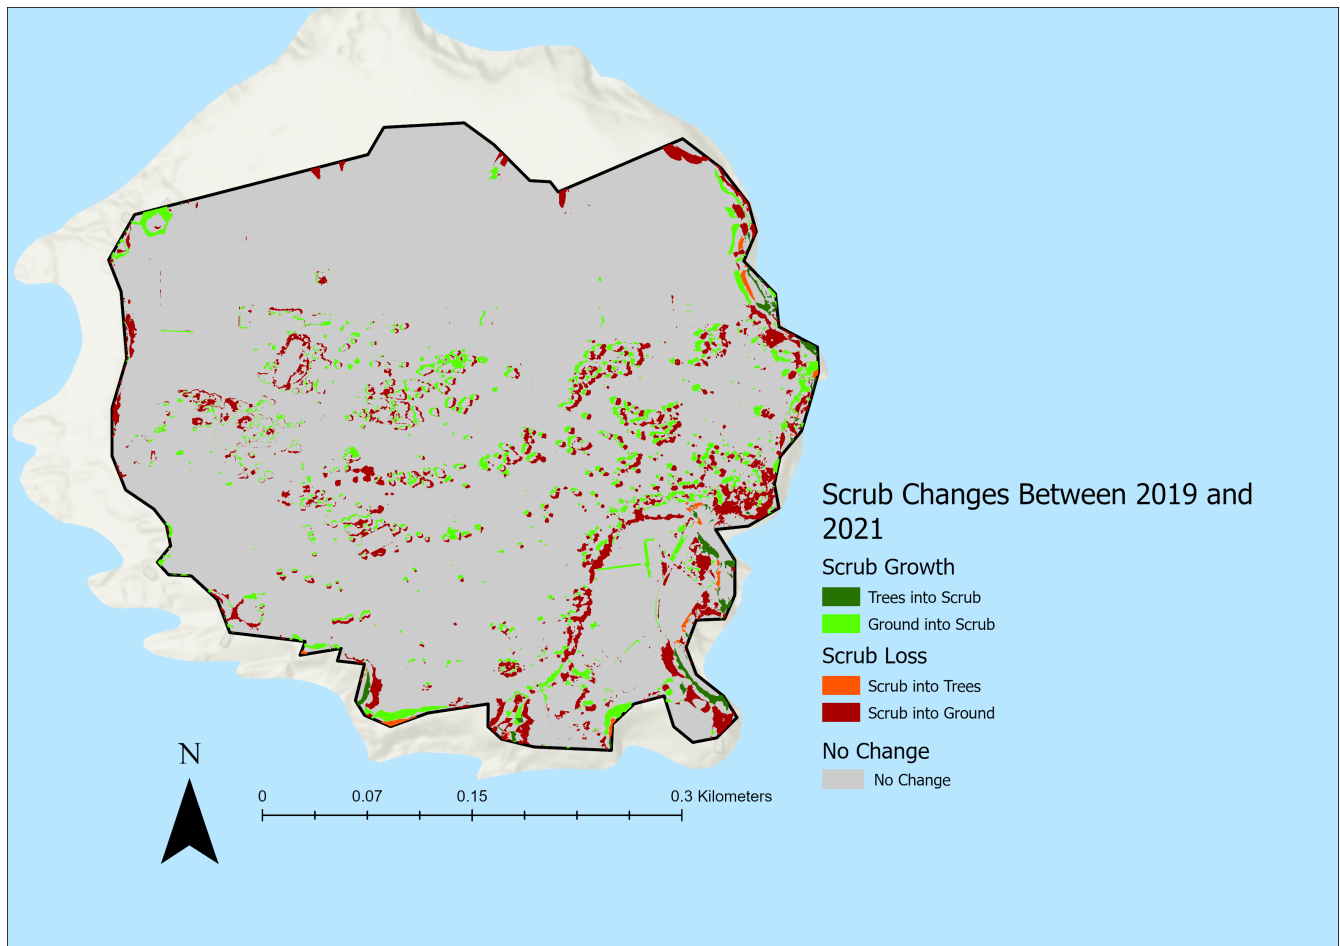 Scrub Changes Between 2019 and
2021
Scrub Growth
Trees into Scrub
Ground into Scrub
Scrub Loss
Scrub into Trees
Scrub into Ground
No Change
No Change
N
0 0.07 0.15 0.3 Kilometers